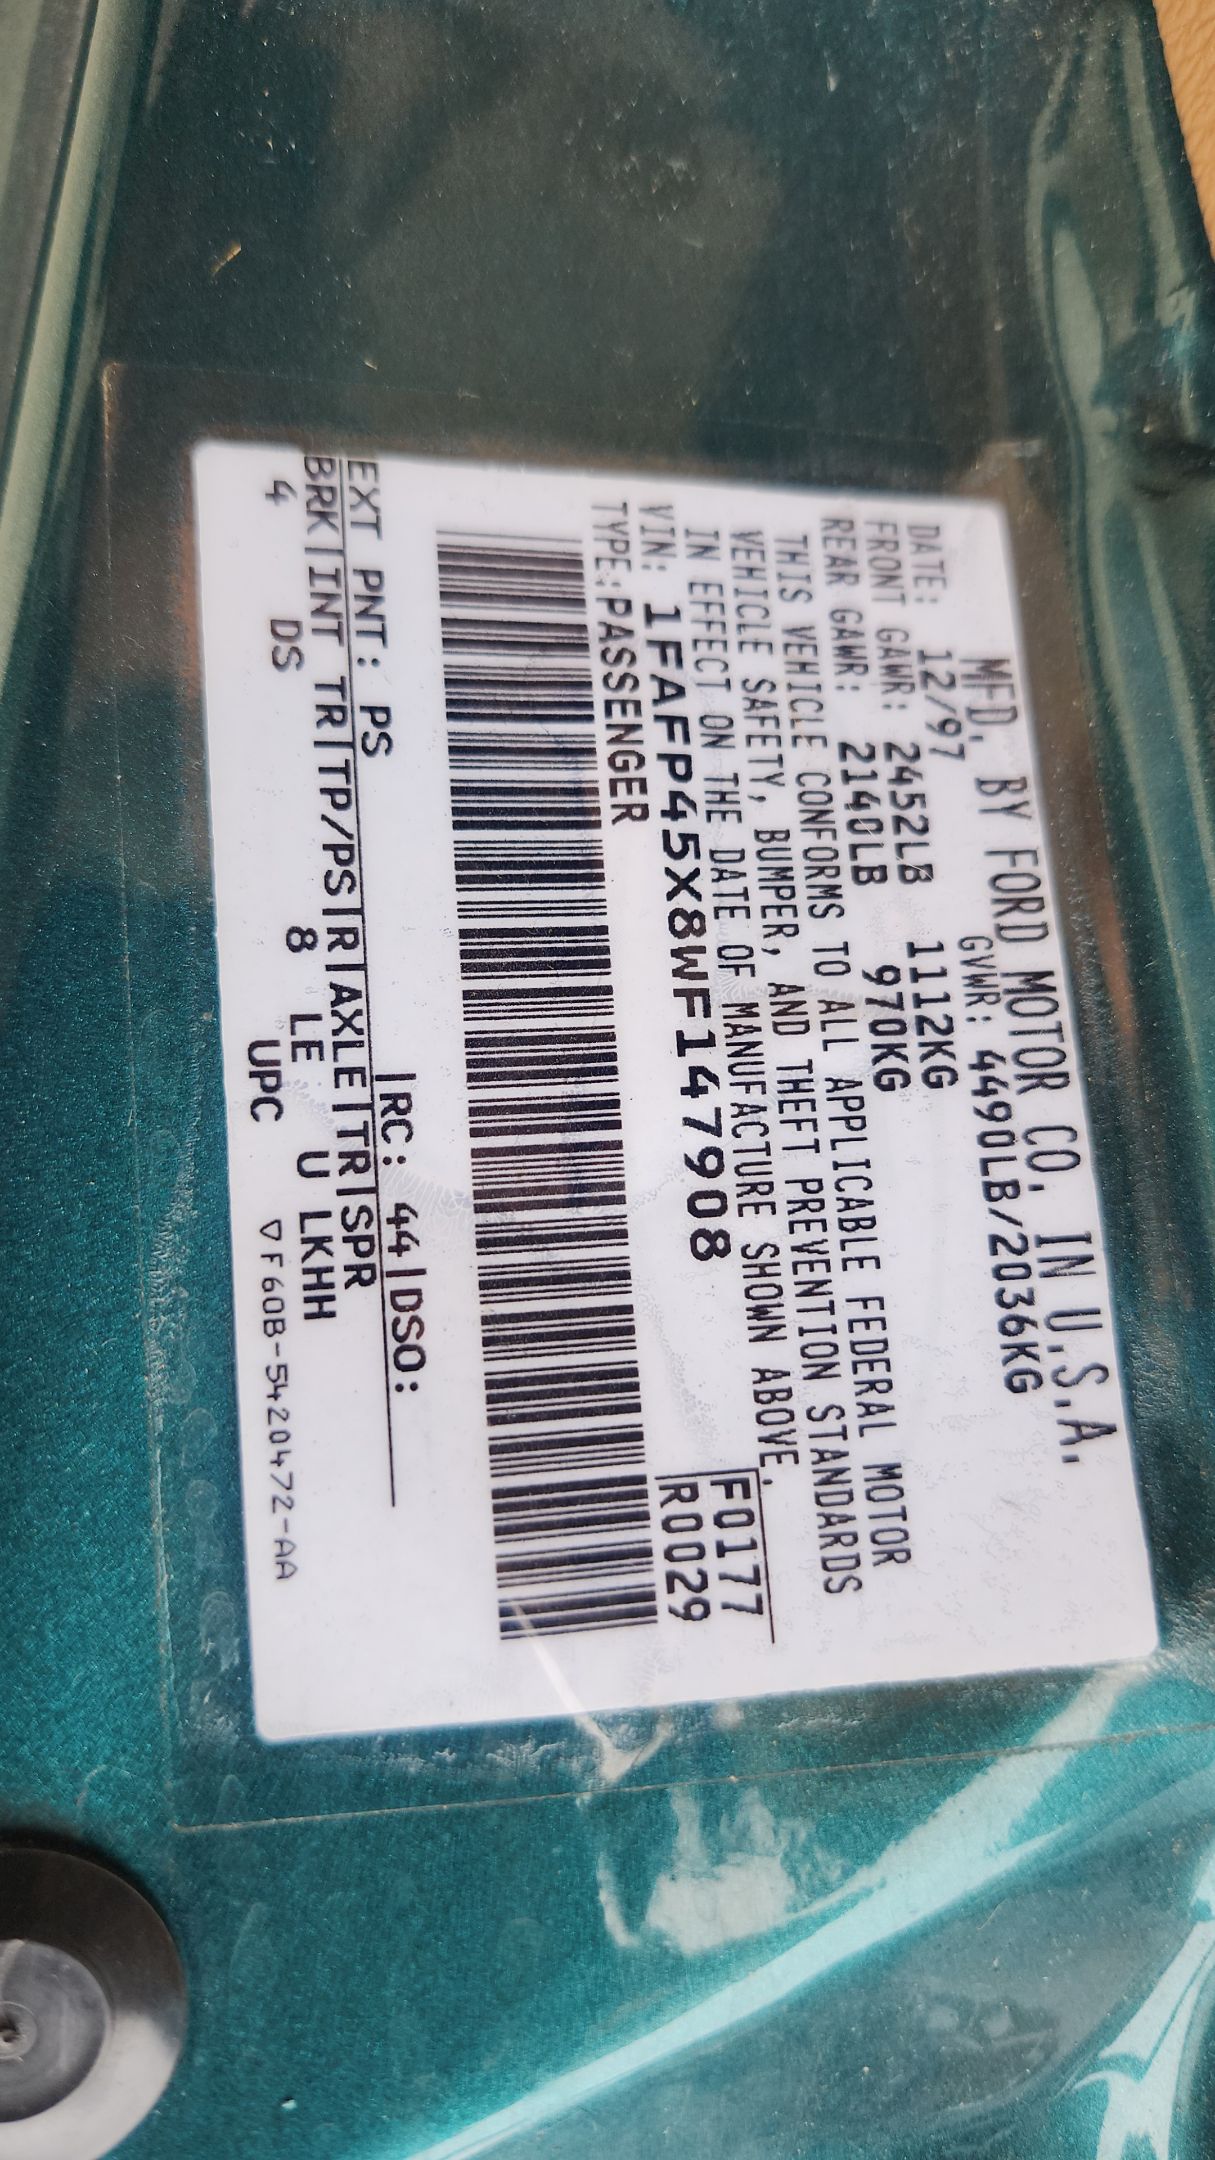 MFD. BY FORD MOTOR CO. IN U.S.A.
DATE: 12/97 GVWR: 4490LB/2036KG
FRONT GAWR: 2452LB 1112KG
REAR GAWR: 2140LB 970KG
THIS VEHICLE CONFORMS TO ALL APPLICABLE FEDERAL MOTOR
VEHICLE SAFETY, BUMPER, AND THEFT PREVENTION STANDARDS
IN EFFECT ON THE DATE OF MANUFACTURE SHOWN ABOVE.
VIN: 1FAFP45X8WF147908 F0177
TYPE: PASSENGER R0029
EXT PNT: PS |RC: 44|DSO:
BRK|INT TR|TP/PS|R|AXLE|TR|SPR
4 DS 8 LE U LKHH
UPC ▽F60B-5420472-AA